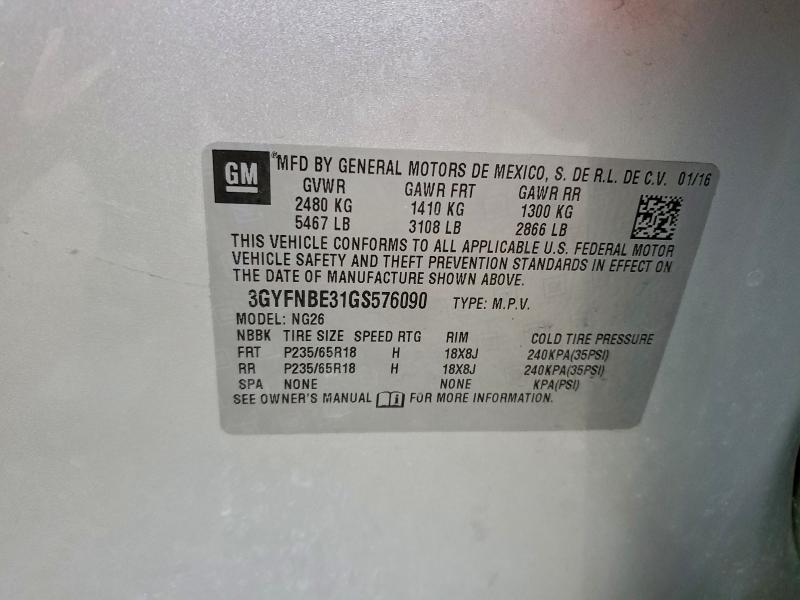 GM ® MFD BY GENERAL MOTORS DE MEXICO, S. DE R.L. DE C.V. 01/16
GVWR GAWR FRT GAWR RR
2480 KG 1410 KG 1300 KG
5467 LB 3108 LB 2866 LB
THIS VEHICLE CONFORMS TO ALL APPLICABLE U.S. FEDERAL MOTOR
VEHICLE SAFETY AND THEFT PREVENTION STANDARDS IN EFFECT ON
THE DATE OF MANUFACTURE SHOWN ABOVE.
3GYFNBE31GS576090 TYPE: M.P.V.
MODEL: NG26
NBBK TIRE SIZE SPEED RTG RIM COLD TIRE PRESSURE
FRT P235/65R18 H 18X8J 240KPA(35PSI)
RR P235/65R18 H 18X8J 240KPA(35PSI)
SPA NONE NONE KPA(PSI)
SEE OWNER'S MANUAL FOR MORE INFORMATION.